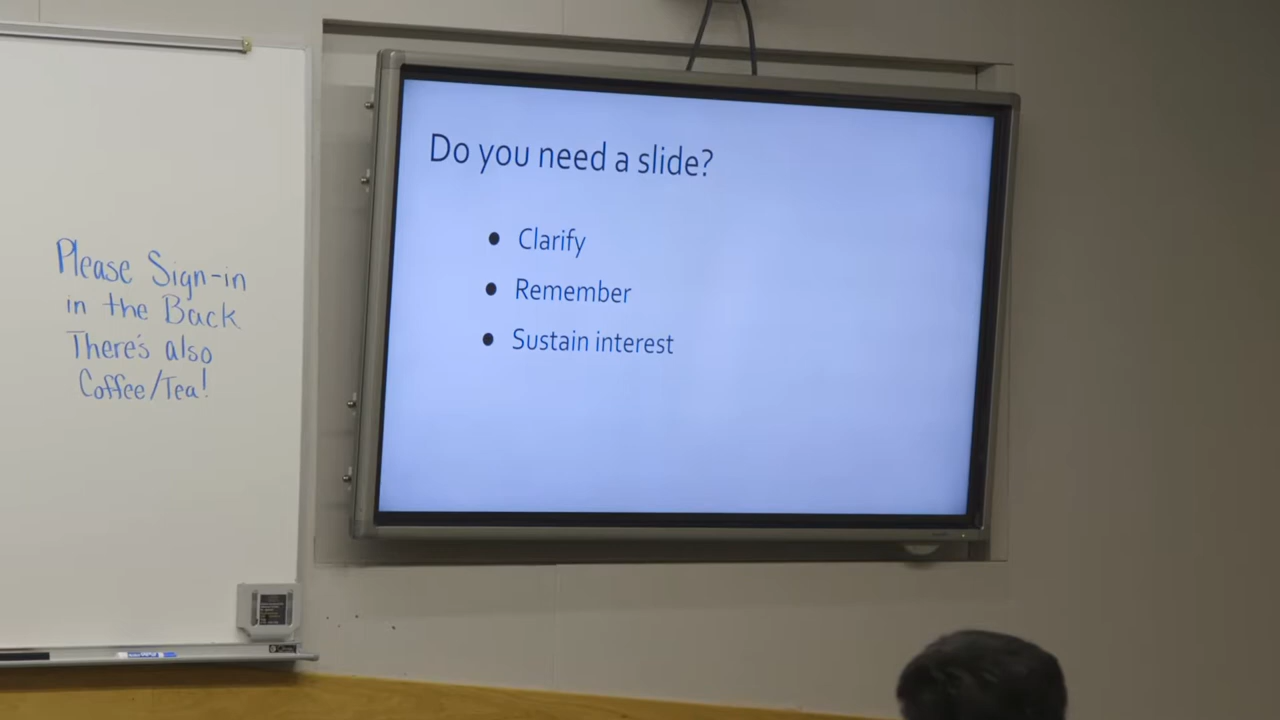 Please Sign-in
in the Back
There's also
Coffee/Tea!
Do you need a slide?
● Clarify
● Remember
● Sustain interest